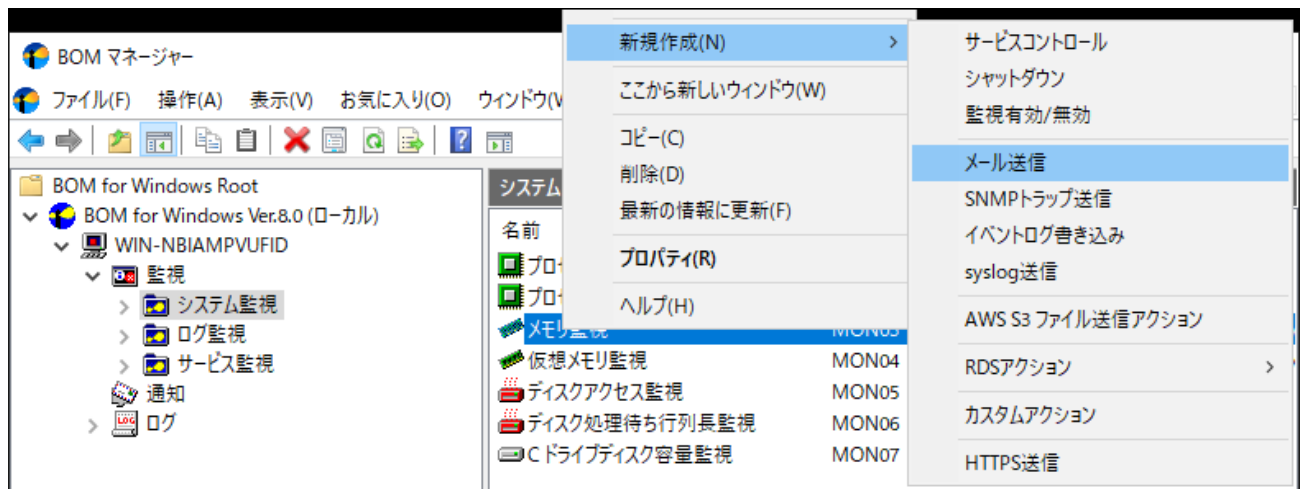 BOM マネージャー
ファイル(F) 操作(A) 表示(V) お気に入り(O) ウィンドウ(V
BOM for Windows Root
BOM for Windows Ver.8.0 (ローカル)
WIN-NBIAMPVUFID
監視
システム監視
ログ監視
サービス監視
通知
ログ
システム
名前
プロ
プロ
メモリ監視 MON03
仮想メモリ監視 MON04
ディスクアクセス監視 MON05
ディスク処理待ち行列長監視 MON06
C ドライブディスク容量監視 MON07
新規作成(N)
ここから新しいウィンドウ(W)
コピー(C)
削除(D)
最新の情報に更新(F)
プロパティ(R)
ヘルプ(H)
サービスコントロール
シャットダウン
監視有効/無効
メール送信
SNMPトラップ送信
イベントログ書き込み
syslog送信
AWS S3 ファイル送信アクション
RDSアクション
カスタムアクション
HTTPS送信